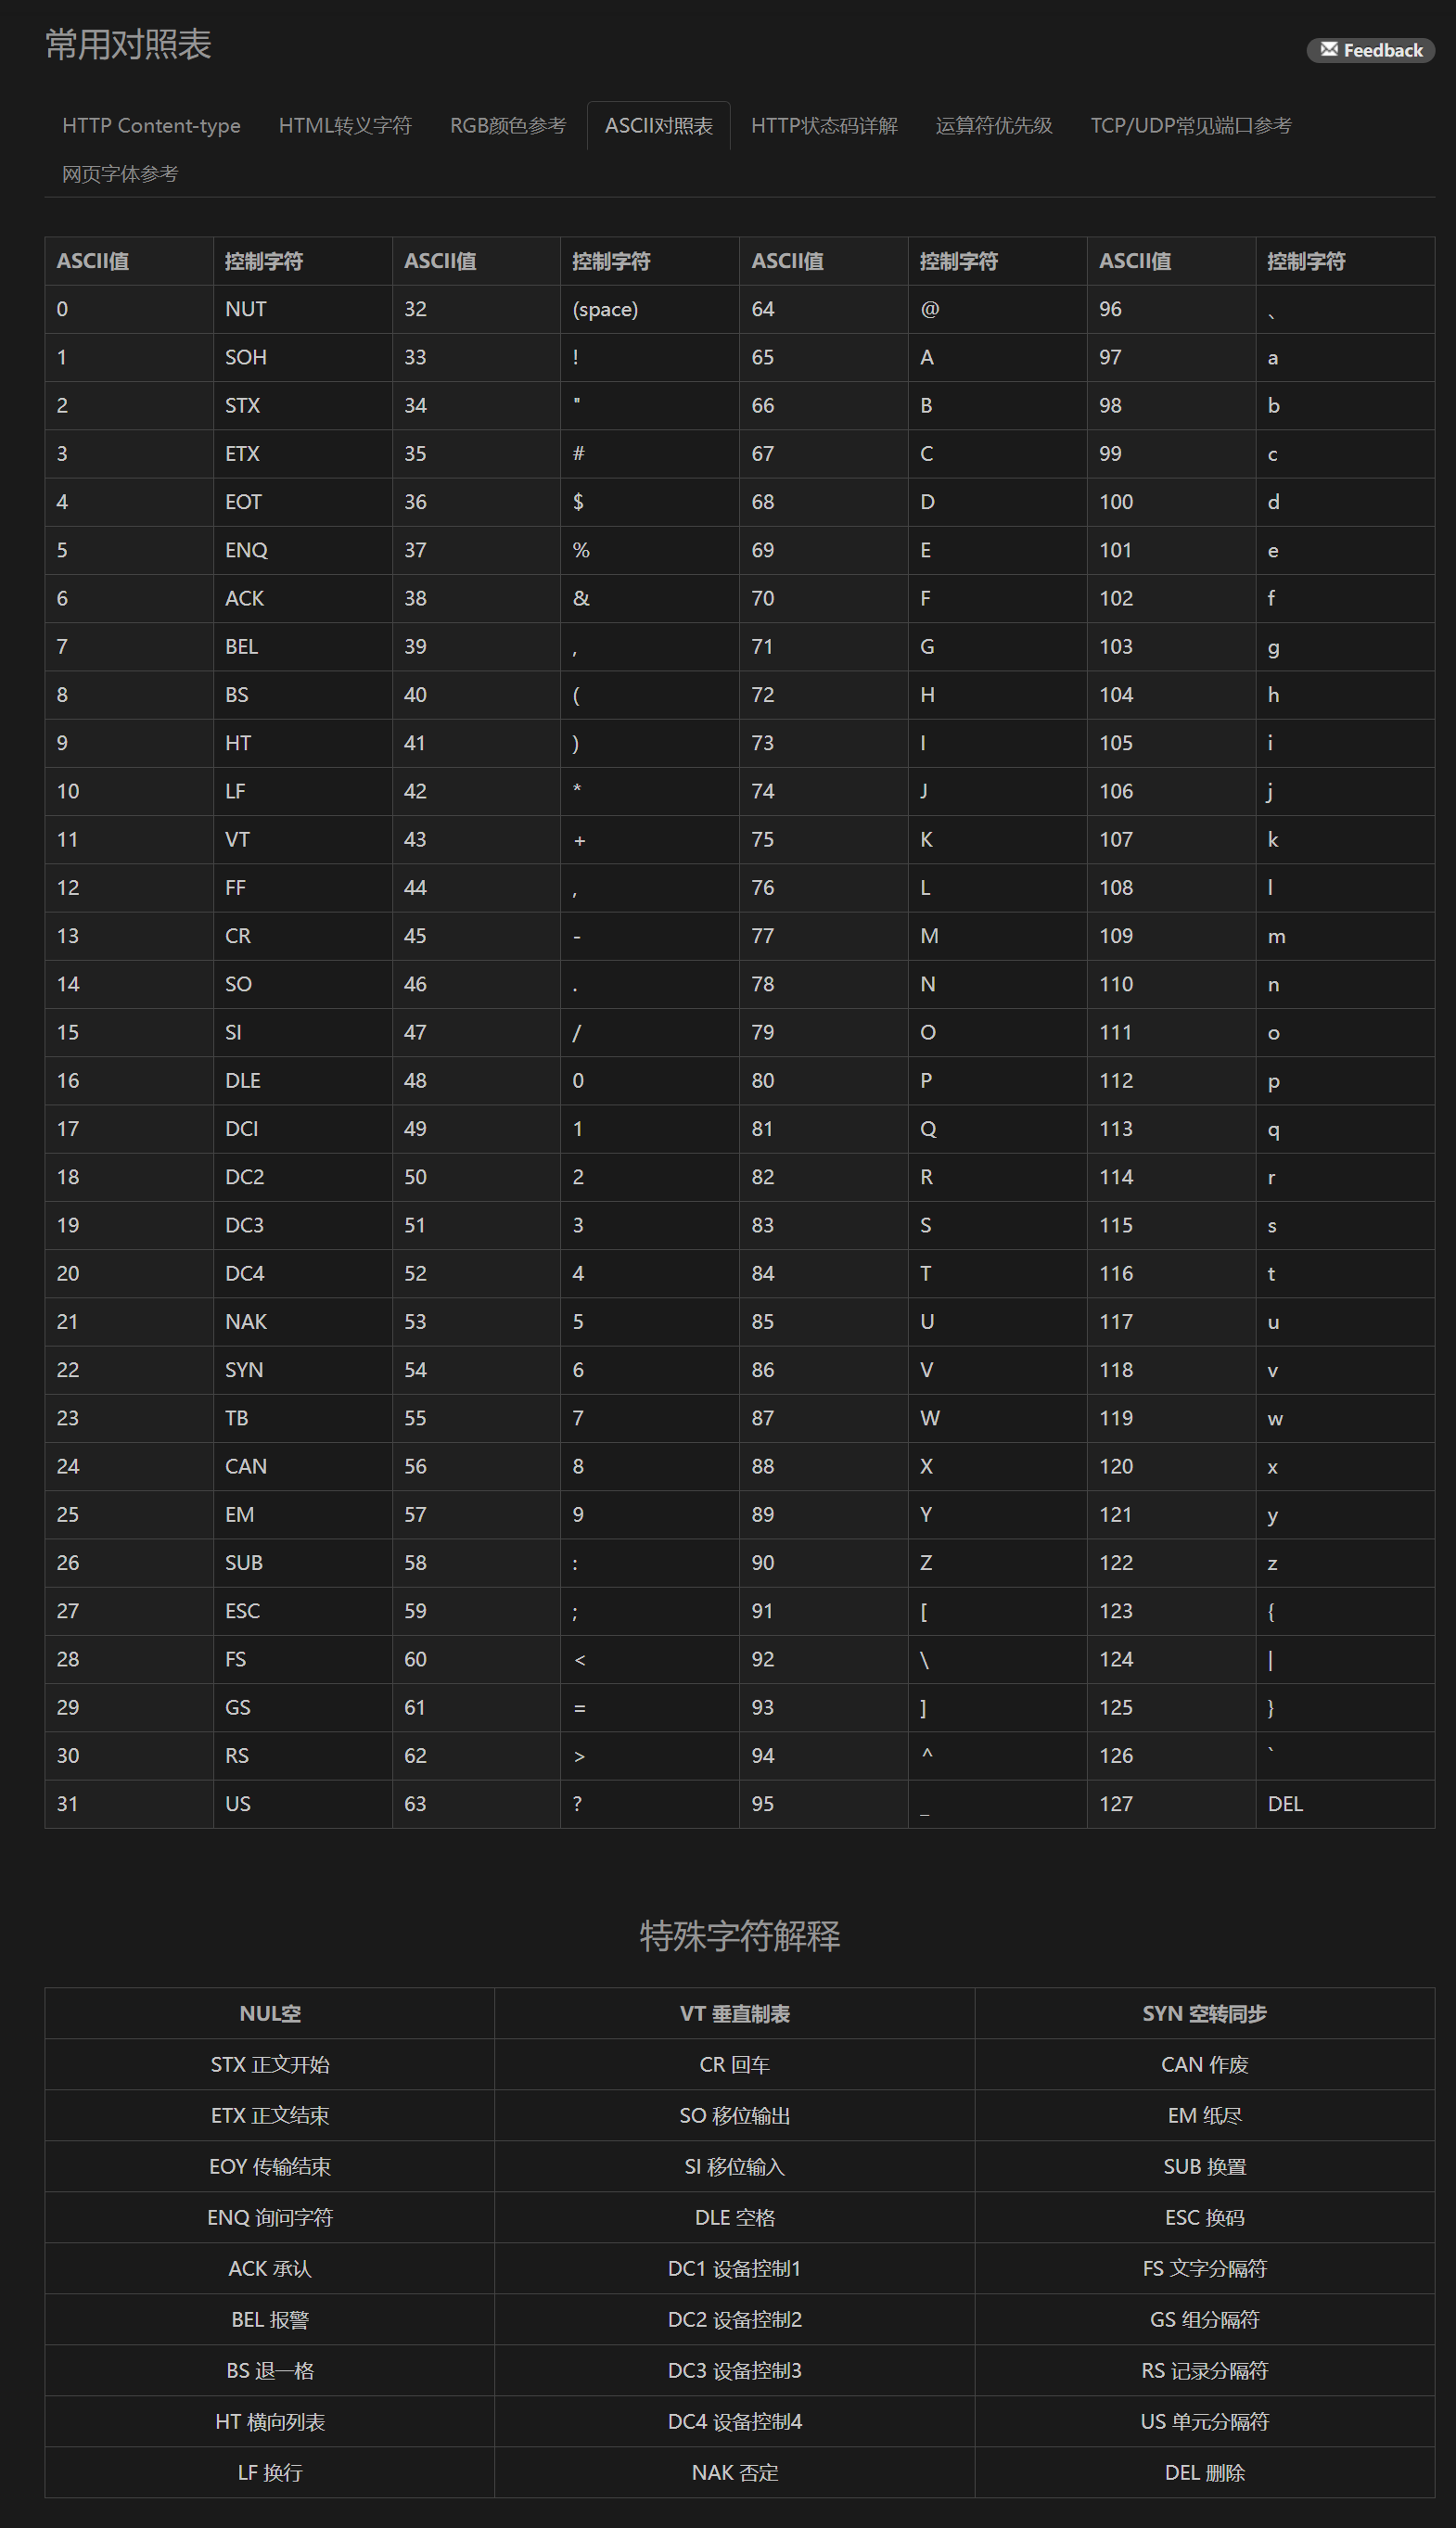 常用对照表
Feedback
HTTP Content-type HTML转义字符 RGB颜色参考 ASCII对照表 HTTP状态码详解 运算符优先级 TCP/UDP常见端口参考
网页字体参考
ASCII值 控制字符 ASCII值 控制字符 ASCII值 控制字符 ASCII值 控制字符
0 NUT 32 (space) 64 @ 96 、
1 SOH 33 ! 65 A 97 a
2 STX 34 " 66 B 98 b
3 ETX 35 # 67 C 99 c
4 EOT 36 $ 68 D 100 d
5 ENQ 37 % 69 E 101 e
6 ACK 38 & 70 F 102 f
7 BEL 39 , 71 G 103 g
8 BS 40 ( 72 H 104 h
9 HT 41 ) 73 I 105 i
10 LF 42 * 74 J 106 j
11 VT 43 + 75 K 107 k
12 FF 44 , 76 L 108 l
13 CR 45 - 77 M 109 m
14 SO 46 . 78 N 110 n
15 SI 47 / 79 O 111 o
16 DLE 48 0 80 P 112 p
17 DCI 49 1 81 Q 113 q
18 DC2 50 2 82 R 114 r
19 DC3 51 3 83 S 115 s
20 DC4 52 4 84 T 116 t
21 NAK 53 5 85 U 117 u
22 SYN 54 6 86 V 118 v
23 TB 55 7 87 W 119 w
24 CAN 56 8 88 X 120 x
25 EM 57 9 89 Y 121 y
26 SUB 58 : 90 Z 122 z
27 ESC 59 ; 91 [ 123 {
28 FS 60 < 92 \ 124 |
29 GS 61 = 93 ] 125 }
30 RS 62 > 94 ^ 126 `
31 US 63 ? 95 _ 127 DEL
特殊字符解释
NUL空 VT 垂直制表 SYN 空转同步
STX 正文开始 CR 回车 CAN 作废
ETX 正文结束 SO 移位输出 EM 纸尽
EOY 传输结束 SI 移位输入 SUB 换置
ENQ 询问字符 DLE 空格 ESC 换码
ACK 承认 DC1 设备控制1 FS 文字分隔符
BEL 报警 DC2 设备控制2 GS 组分隔符
BS 退一格 DC3 设备控制3 RS 记录分隔符
HT 横向列表 DC4 设备控制4 US 单元分隔符
LF 换行 NAK 否定 DEL 删除